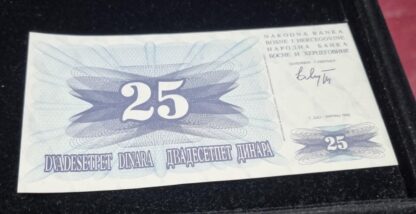 NARODNA BANKA
BOSNE I HERCEGOVINE
НАРОДНА БАНКА
БОСНЕ И ХЕРЦЕГОВИНЕ
25
DVADESETPET DINARA ДВАДЕСЕТПЕТ ДИНАРА
25